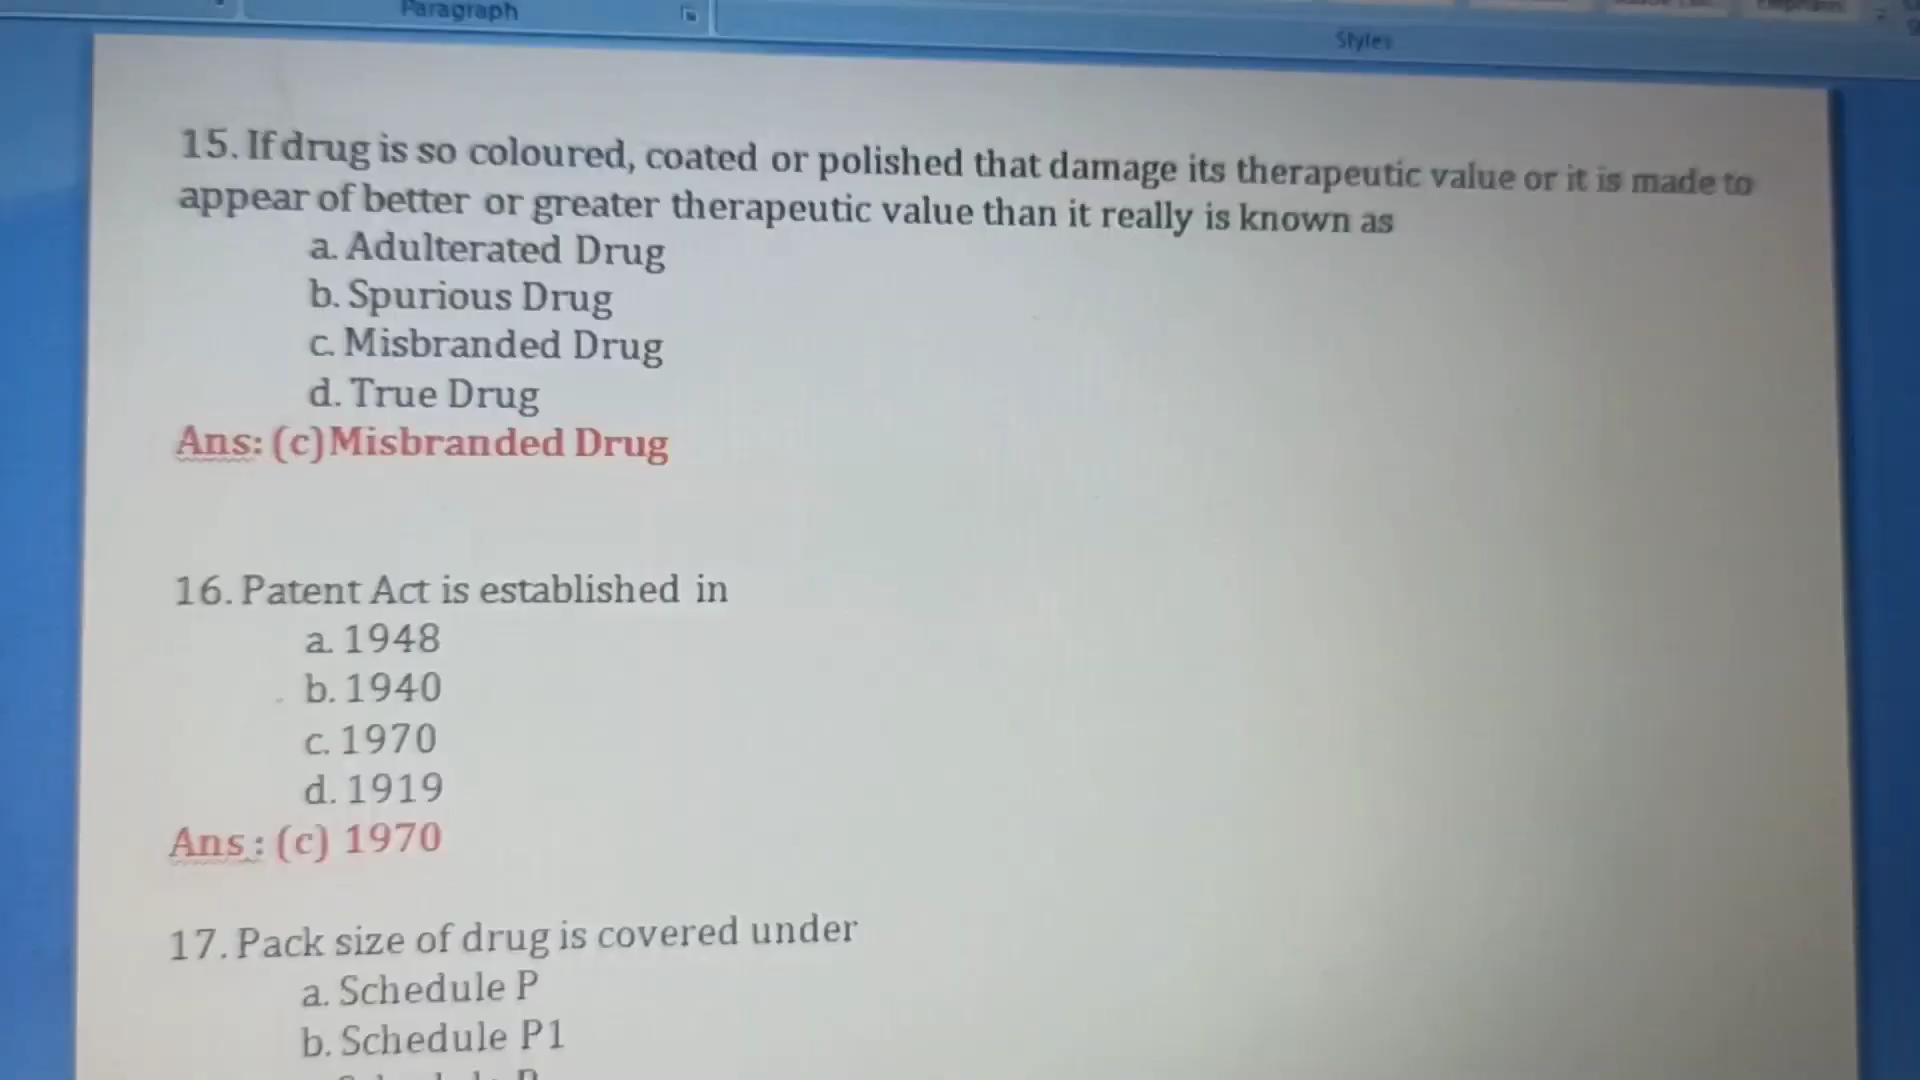 Paragraph
Styles
15. If drug is so coloured, coated or polished that damage its therapeutic value or it is made to
appear of better or greater therapeutic value than it really is known as
a. Adulterated Drug
b. Spurious Drug
c. Misbranded Drug
d. True Drug
Ans: (c)Misbranded Drug
16. Patent Act is established in
a. 1948
b. 1940
c. 1970
d. 1919
Ans : (c) 1970
17. Pack size of drug is covered under
a. Schedule P
b. Schedule P1